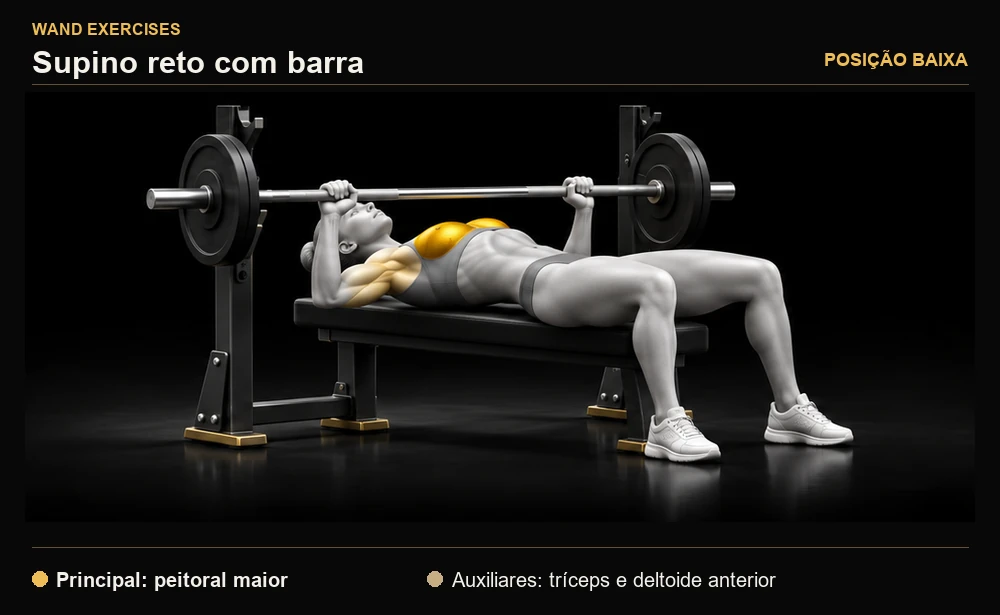 WAND EXERCISES
Supino reto com barra
POSIÇÃO BAIXA
Principal: peitoral maior
Auxiliares: tríceps e deltoide anterior